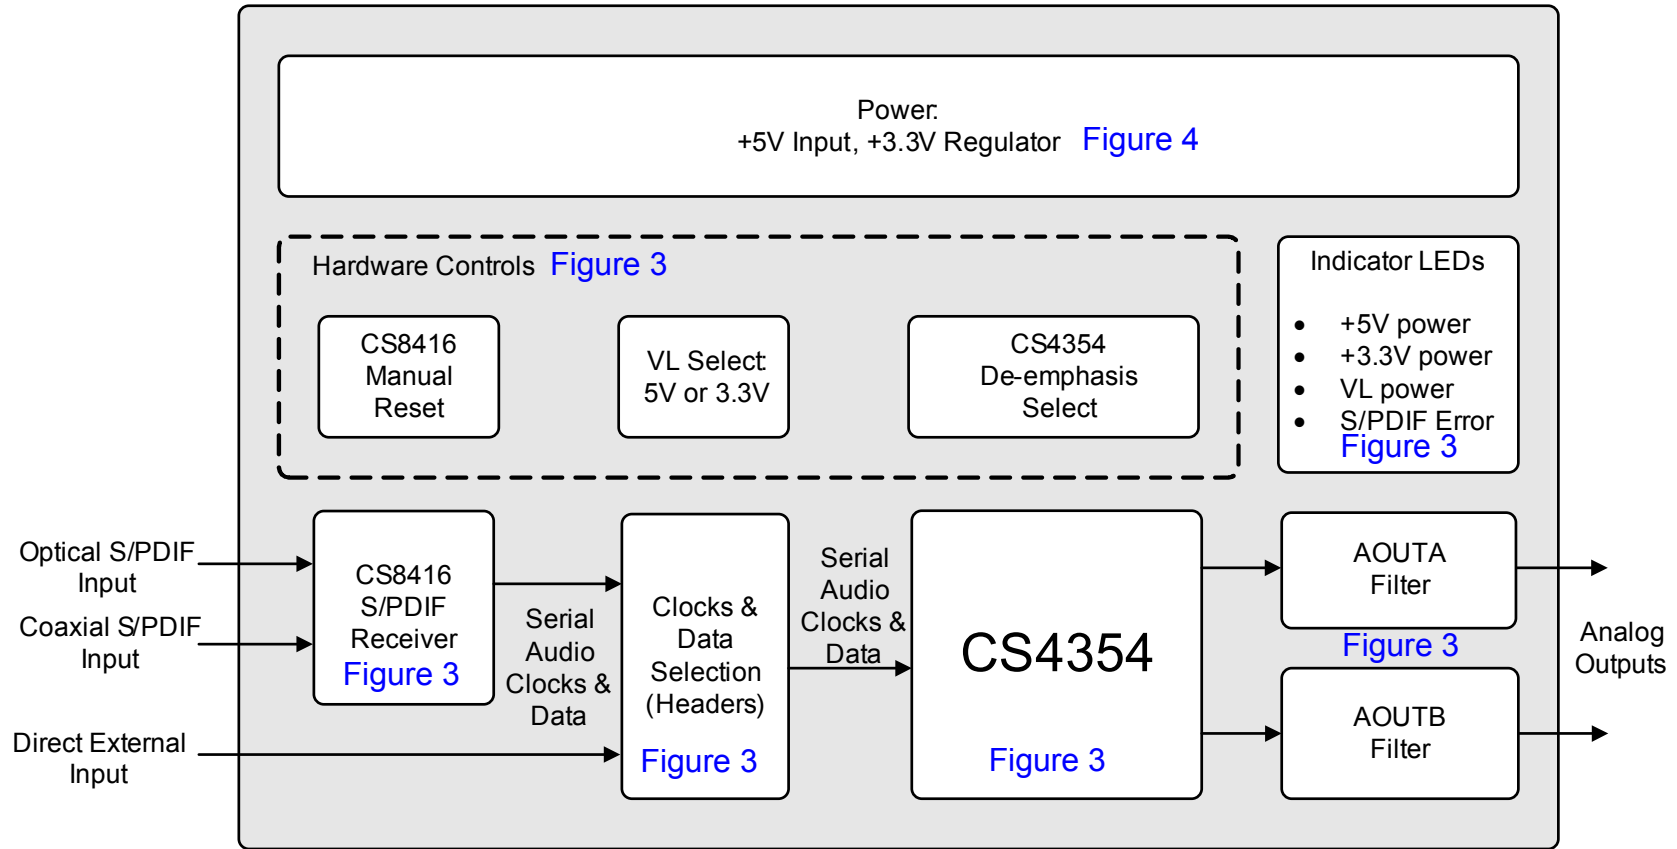 Power:
+5V Input, +3.3V Regulator Figure 4
Hardware Controls Figure 3
CS8416
Manual
Reset
VL Select:
5V or 3.3V
CS4354
De-emphasis
Select
Indicator LEDs
• +5V power
• +3.3V power
• VL power
• S/PDIF Error
Figure 3
Optical S/PDIF
Input
Coaxial S/PDIF
Input
Direct External
Input
CS8416
S/PDIF
Receiver
Figure 3
Serial
Audio
Clocks &
Data
Clocks &
Data
Selection
(Headers)
Figure 3
Serial
Audio
Clocks &
Data
CS4354
Figure 3
AOUTA
Filter
Figure 3
AOUTB
Filter
Analog
Outputs